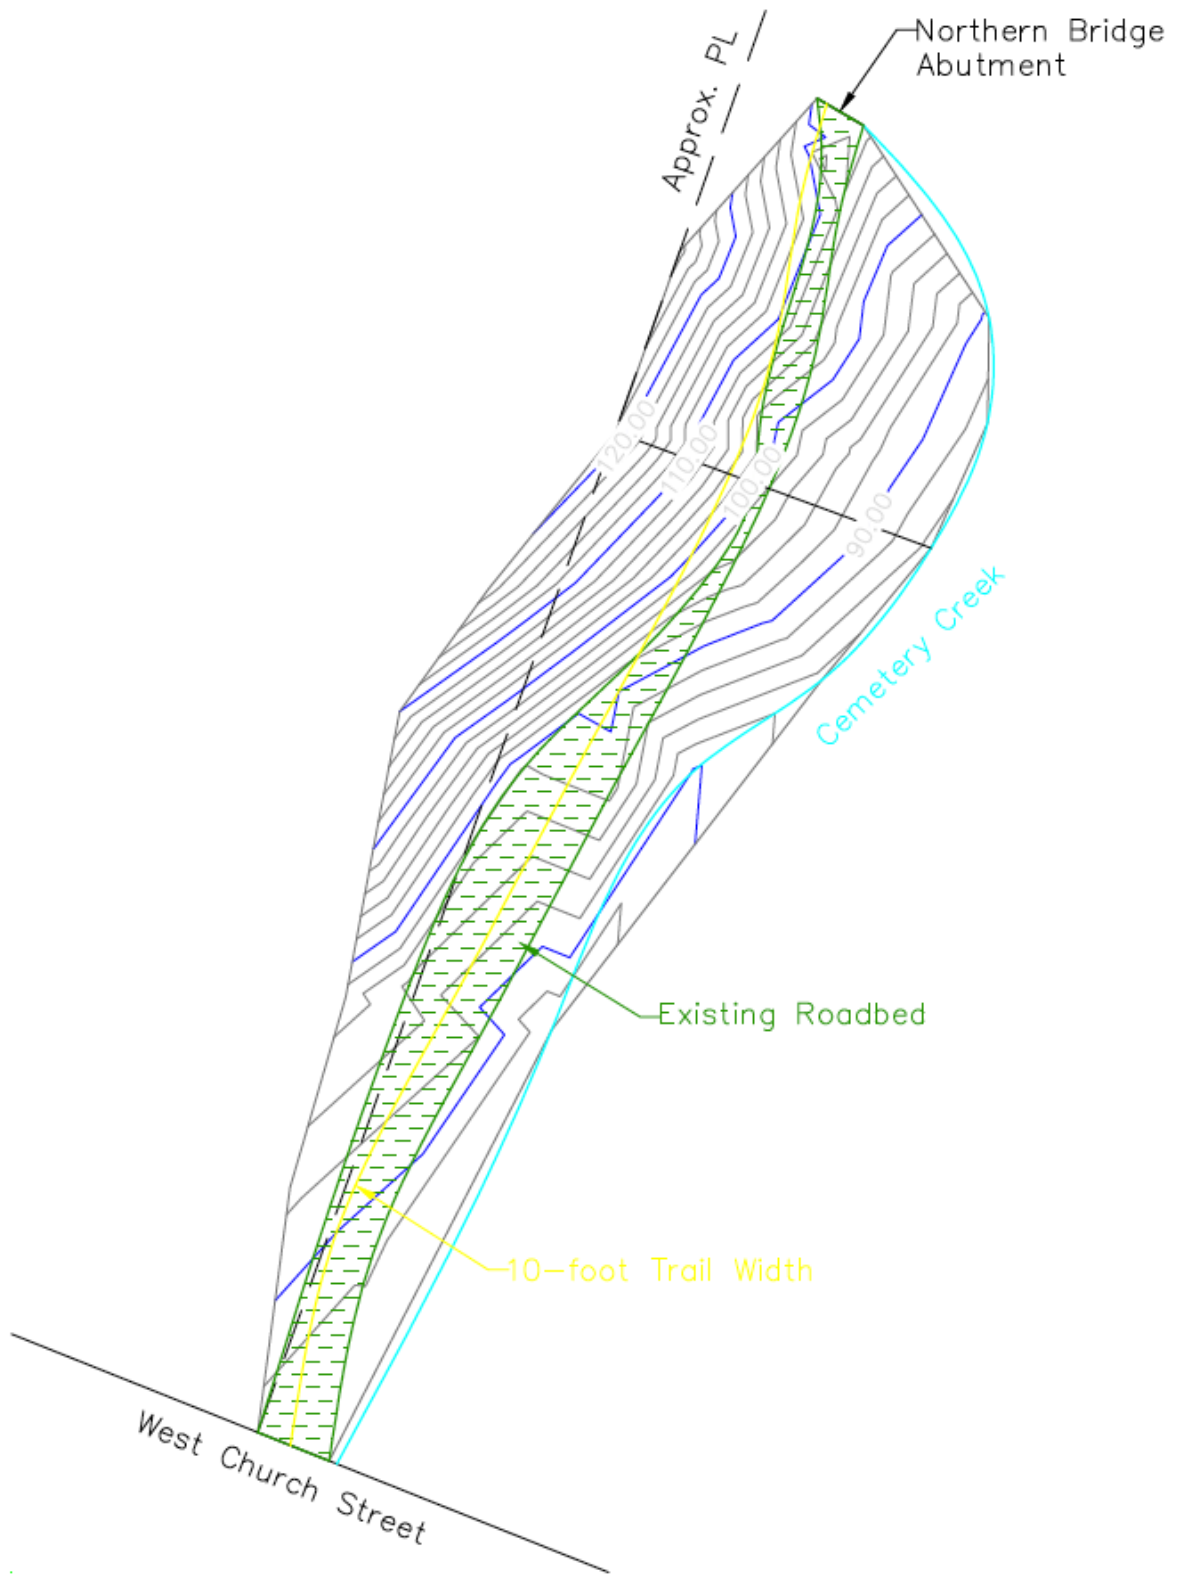 Northern Bridge
Abutment
Approx. PL
120.00
110.00
100.00
90.00
Cemetery Creek
Existing Roadbed
10-foot Trail Width
West Church Street